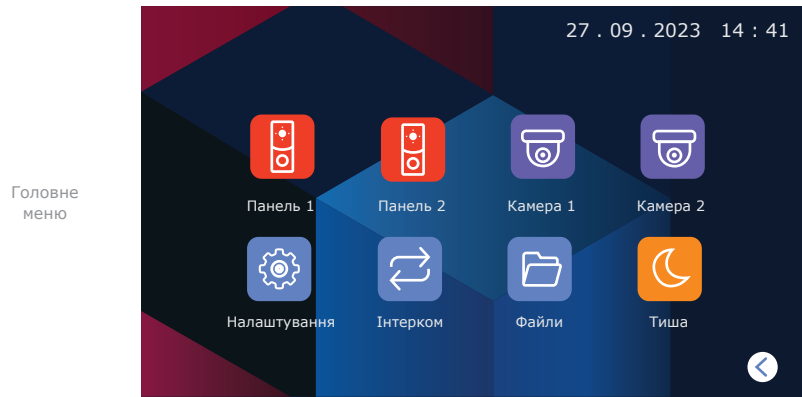 27 . 09 . 2023 14 : 41
Головне
меню
Панель 1
Панель 2
Камера 1
Камера 2
Налаштування
Інтерком
Файли
Тиша